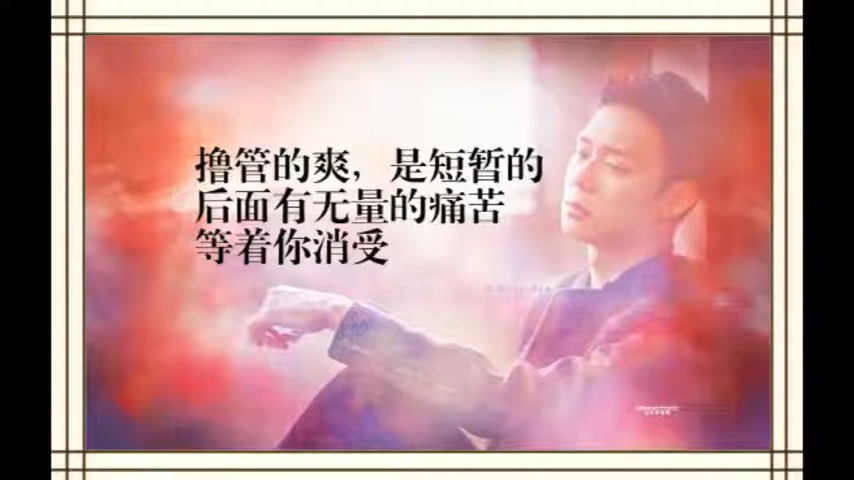 撸管的爽，是短暂的
后面有无量的痛苦
等着你消受